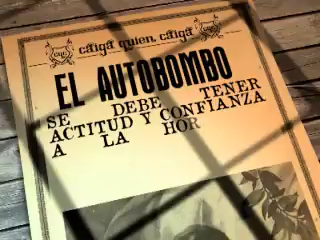 caiga quien caiga
EL AUTOBOMBO
SE DEBE TENER
ACTITUD Y CONFIANZA
A LA HOR